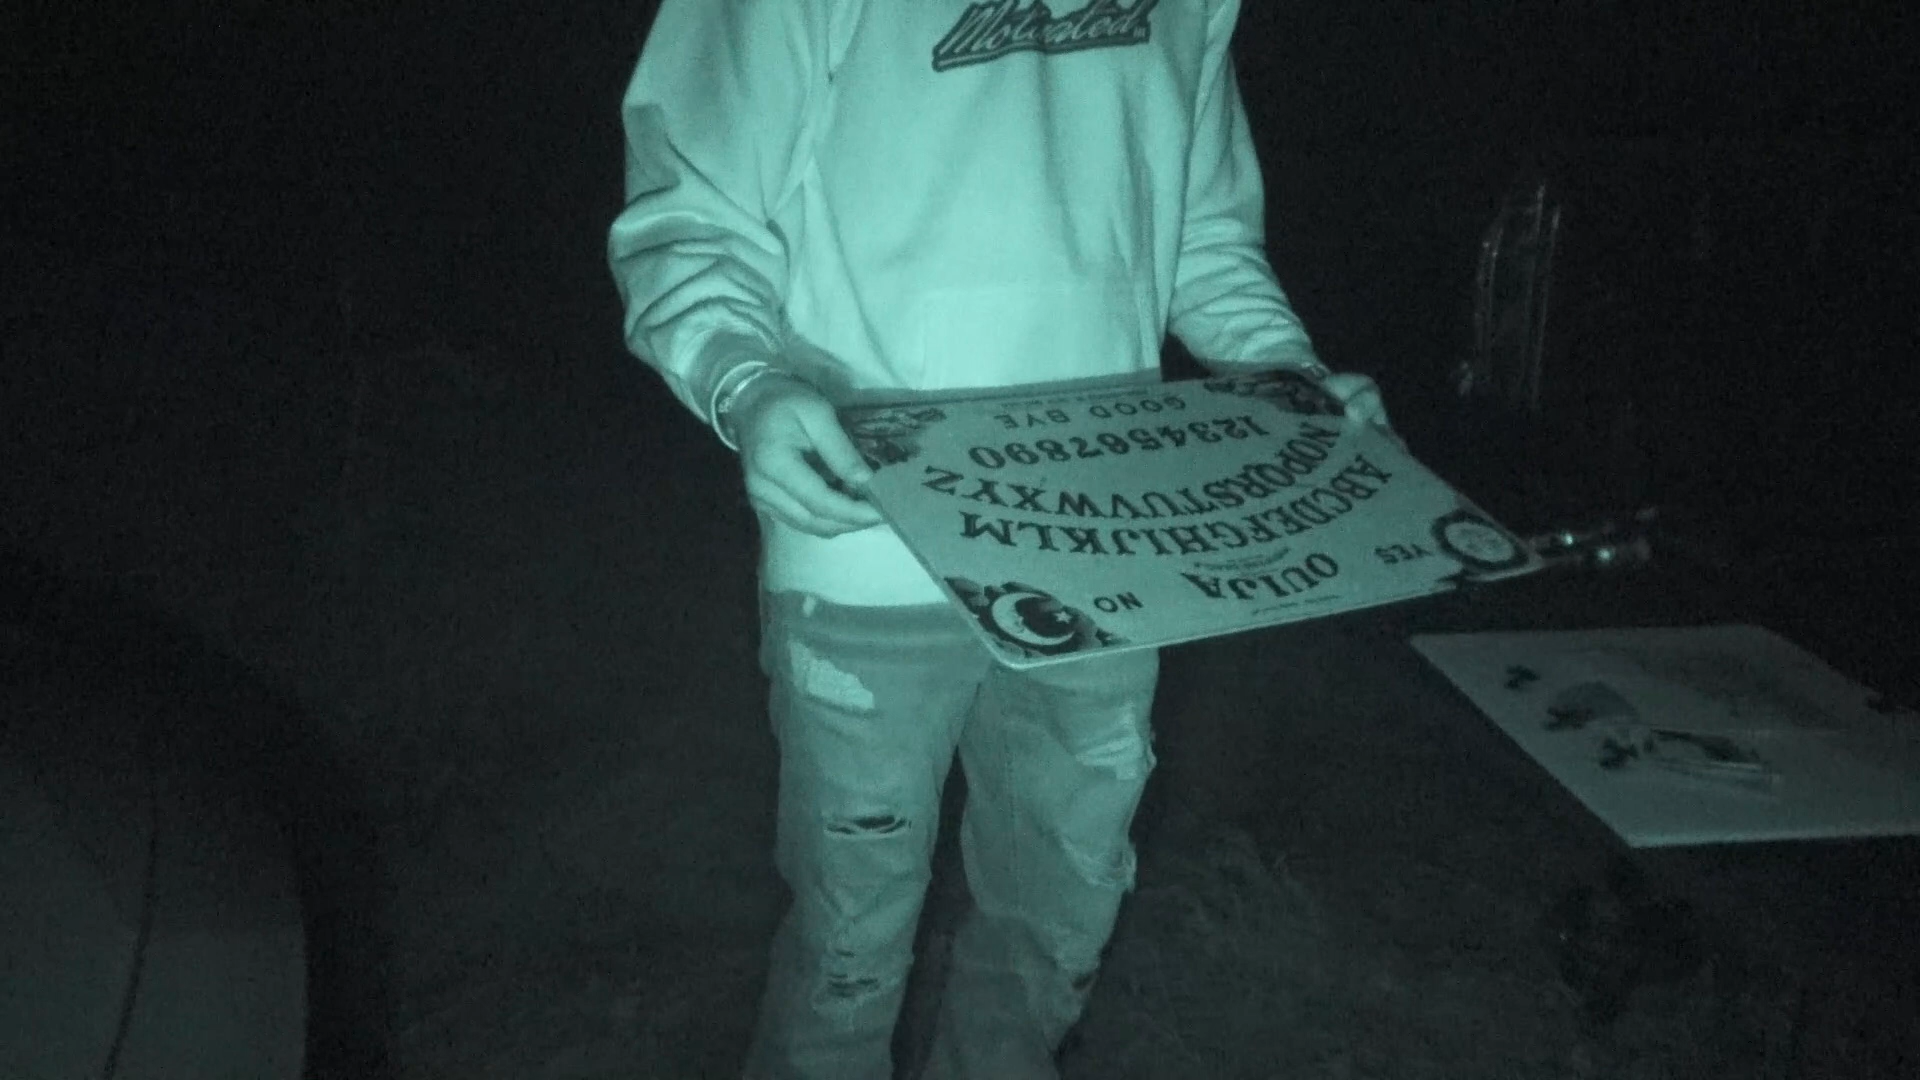 Motivated
YES
OUIJA
NO
ABCDEFGHIJKLM
NOPQRSTUVWXYZ
1234567890
GOOD BYE